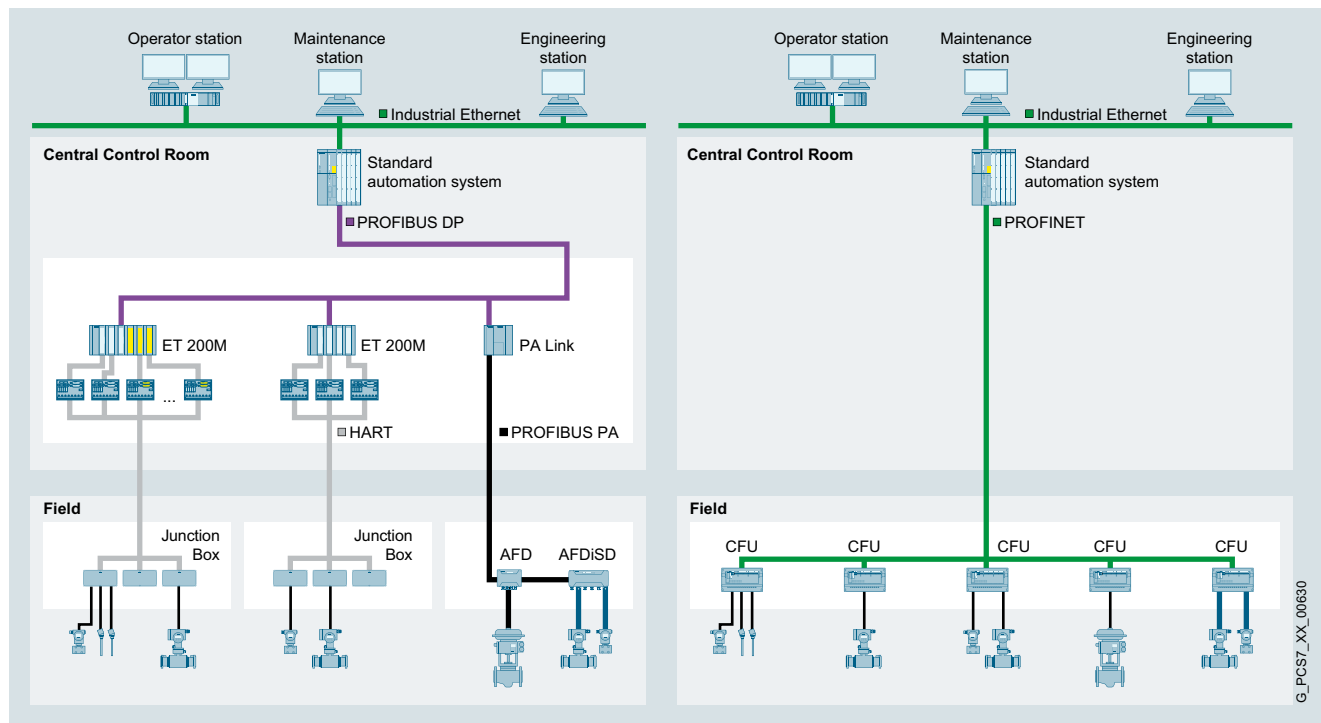 Operator station
Maintenance
station
Engineering
station
Industrial Ethernet
Central Control Room
Standard
automation system
PROFIBUS DP
ET 200M
ET 200M
PA Link
...
HART
PROFIBUS PA
Field
Junction
Box
Junction
Box
AFD
AFDiSD
Operator station
Maintenance
station
Engineering
station
Industrial Ethernet
Central Control Room
Standard
automation system
PROFINET
Field
CFU
CFU
CFU
CFU
CFU
G_PCS7_XX_00630